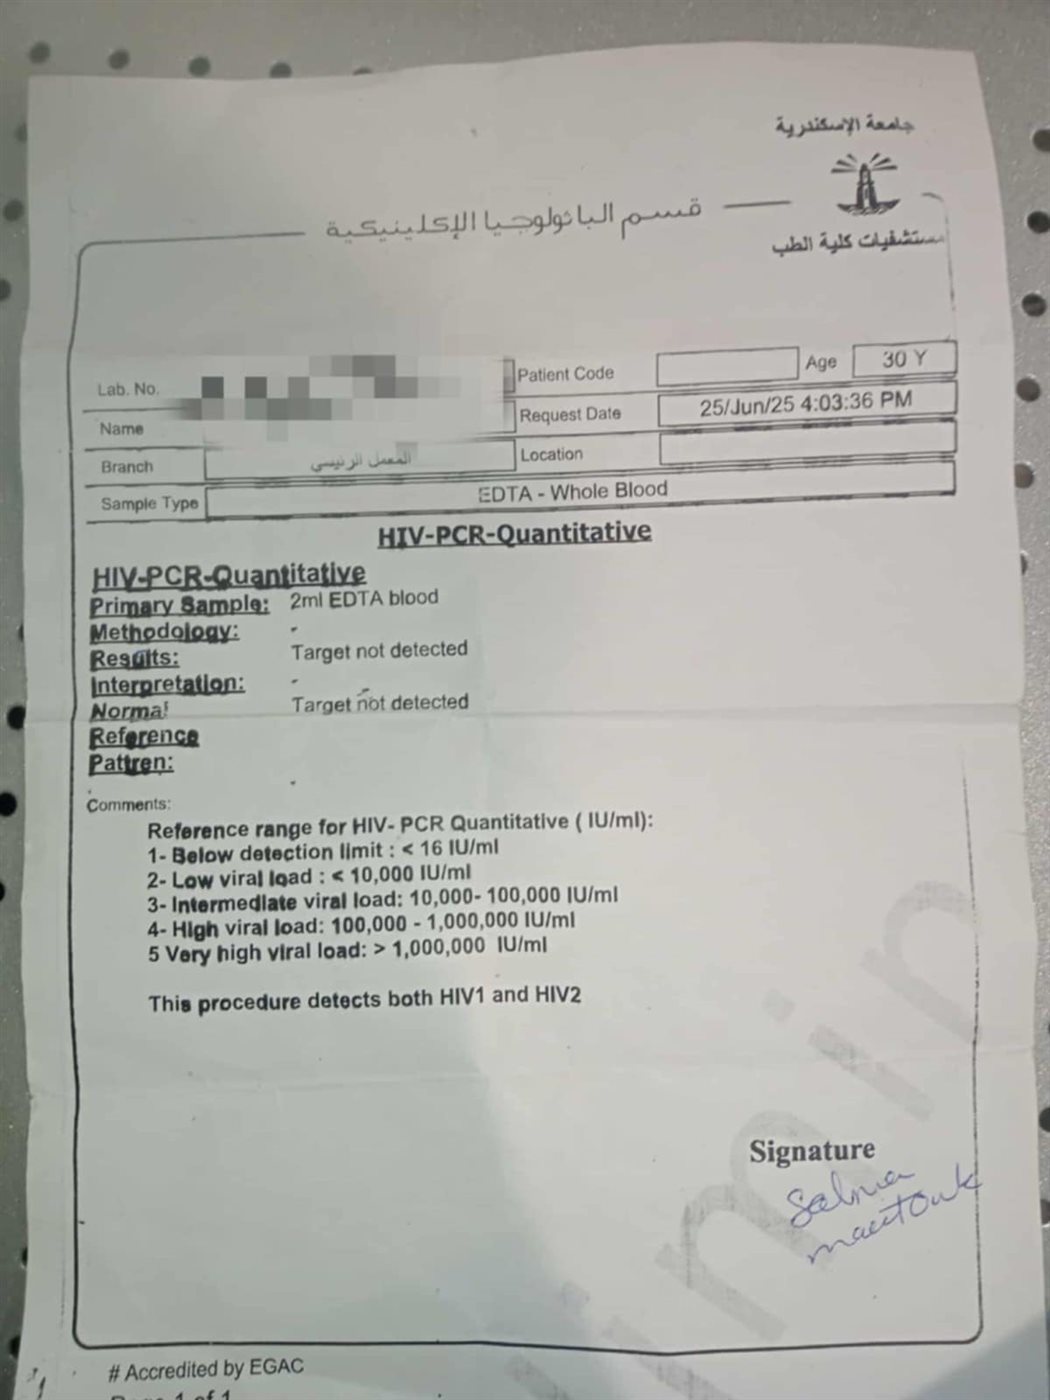 جامعة الإسكندرية
قسم الباثولوجيا الإكلينيكية
مستشفيات كلية الطب
Lab. No.
Name
Branch المعمل الرئيسي
Sample Type EDTA - Whole Blood
Patient Code Age 30 Y
Request Date 25/Jun/25 4:03:36 PM
Location
HIV-PCR-Quantitative
HIV-PCR-Quantitative
Primary Sample: 2ml EDTA blood
Methodology: -
Results: Target not detected
Interpretation: -
Normal Target not detected
Reference
Pattren:
Comments:
Reference range for HIV- PCR Quantitative ( IU/ml):
1- Below detection limit : < 16 IU/ml
2- Low viral load : < 10,000 IU/ml
3- Intermediate viral load: 10,000- 100,000 IU/ml
4- High viral load: 100,000 - 1,000,000 IU/ml
5 Very high viral load: > 1,000,000 IU/ml
This procedure detects both HIV1 and HIV2
Signature
Salma
# Accredited by EGAC
Page 1 of 1